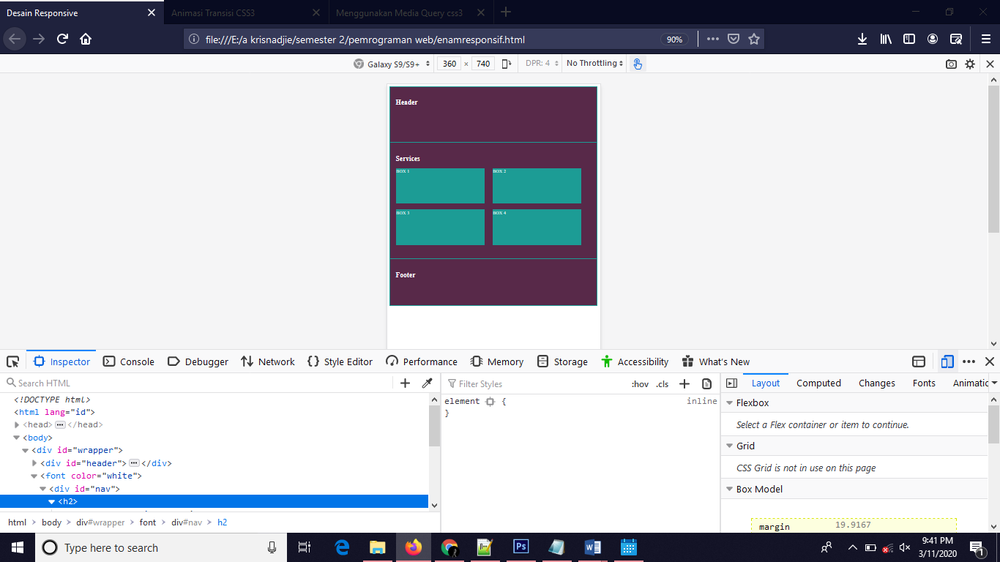 Desain Responsive
Animasi Transisi CSS3
Menggunakan Media Query css3
file:///E:/a krisnadjie/semester 2/pemrograman web/enamresponsif.html
90%
Galaxy S9/S9+
360 × 740
DPR: 4
No Throttling
Header
Services
BOX 1
BOX 2
BOX 3
BOX 4
Footer
Inspector
Console
Debugger
Network
Style Editor
Performance
Memory
Storage
Accessibility
What's New
Search HTML
<!DOCTYPE html>
<html lang="id">
<head></head>
<body>
<div id="wrapper">
<div id="header"></div>
<font color="white">
<div id="nav">
<h2>
html > body > div#wrapper > font > div#nav > h2
Filter Styles
:hov .cls
element { inline
}
Layout
Computed
Changes
Fonts
Animatic
Flexbox
Select a Flex container or item to continue.
Grid
CSS Grid is not in use on this page
Box Model
margin
19.9167
Type here to search
9:41 PM
3/11/2020
1